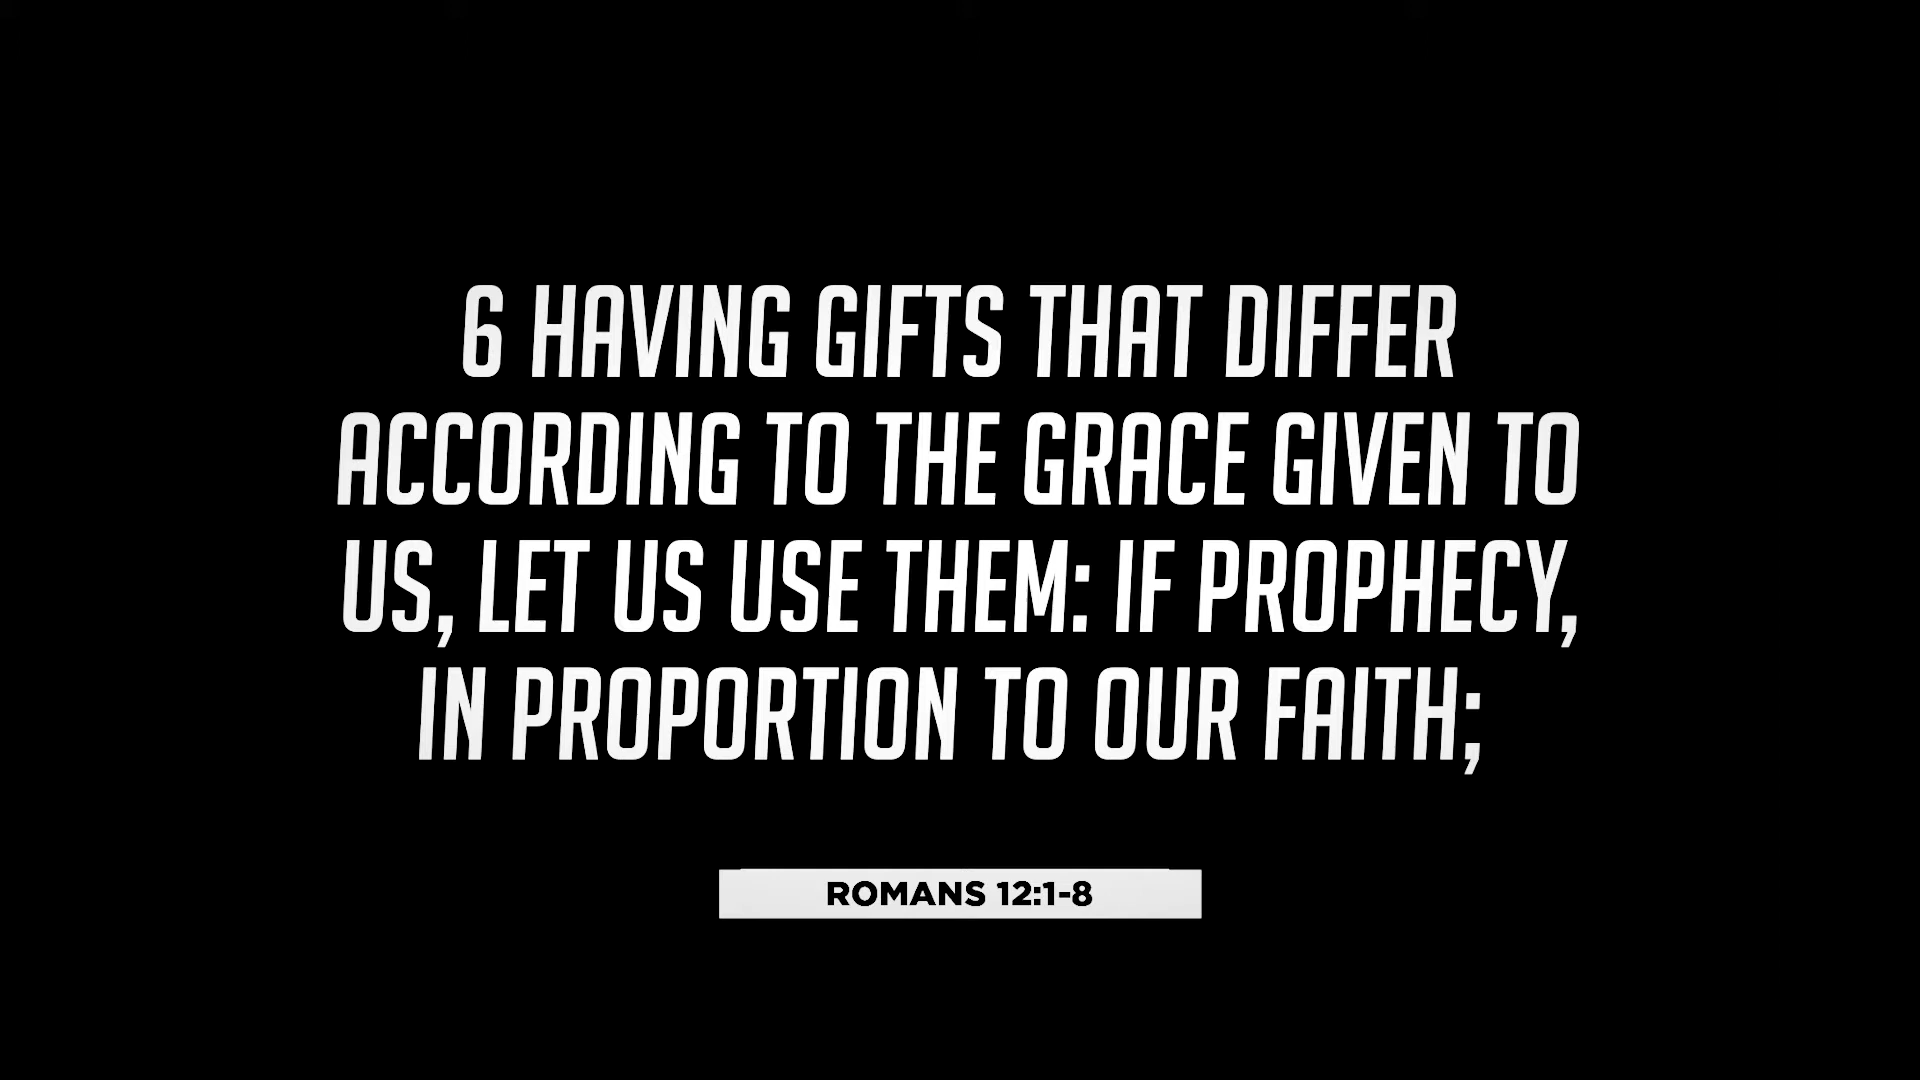 6 HAVING GIFTS THAT DIFFER
ACCORDING TO THE GRACE GIVEN TO
US, LET US USE THEM: IF PROPHECY,
IN PROPORTION TO OUR FAITH;
ROMANS 12:1-8